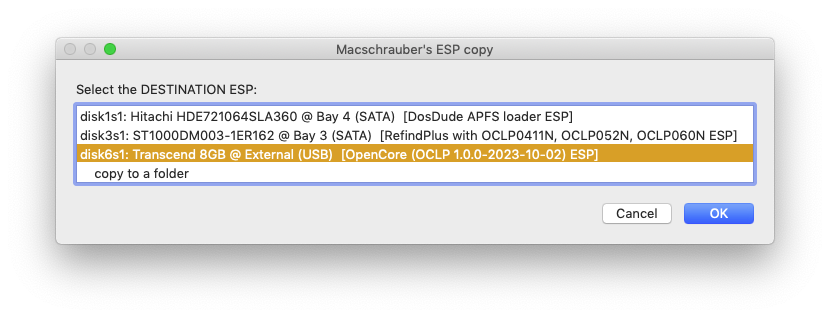 Macschrauber's ESP copy
Select the DESTINATION ESP:
disk1s1: Hitachi HDE721064SLA360 @ Bay 4 (SATA)  [DosDude APFS loader ESP]
disk3s1: ST1000DM003-1ER162 @ Bay 3 (SATA)  [RefindPlus with OCLP0411N, OCLP052N, OCLP060N ESP]
disk6s1: Transcend 8GB @ External (USB)  [OpenCore (OCLP 1.0.0-2023-10-02) ESP]
copy to a folder
Cancel
OK